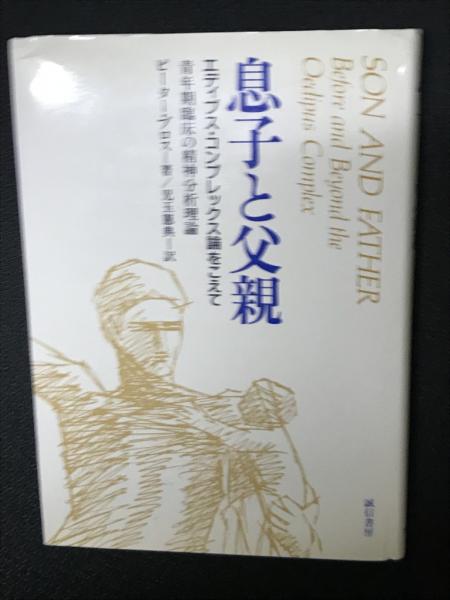 SON AND FATHER
Before and Beyond the
Oedipus Complex
息子と父親
エディプス・コンプレックス論をこえて
青年期臨床の精神分析理論
ピーター・ブロス―著/児玉憲典―訳
誠信書房